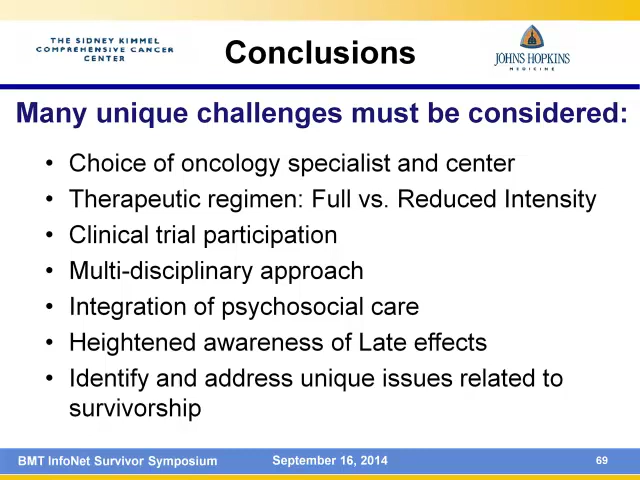 THE SIDNEY KIMMEL
COMPREHENSIVE CANCER
CENTER
Conclusions
JOHNS HOPKINS
MEDICINE
Many unique challenges must be considered:
• Choice of oncology specialist and center
• Therapeutic regimen: Full vs. Reduced Intensity
• Clinical trial participation
• Multi-disciplinary approach
• Integration of psychosocial care
• Heightened awareness of Late effects
• Identify and address unique issues related to
survivorship
BMT InfoNet Survivor Symposium
September 16, 2014
69